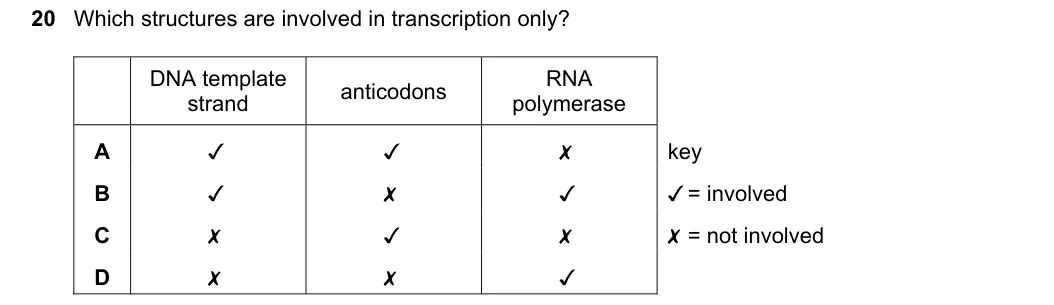 20 Which structures are involved in transcription only?
DNA template strand anticodons RNA polymerase
A ✓ ✓ ✗ key
B ✓ ✗ ✓ ✓ = involved
C ✗ ✓ ✗ ✗ = not involved
D ✗ ✗ ✓